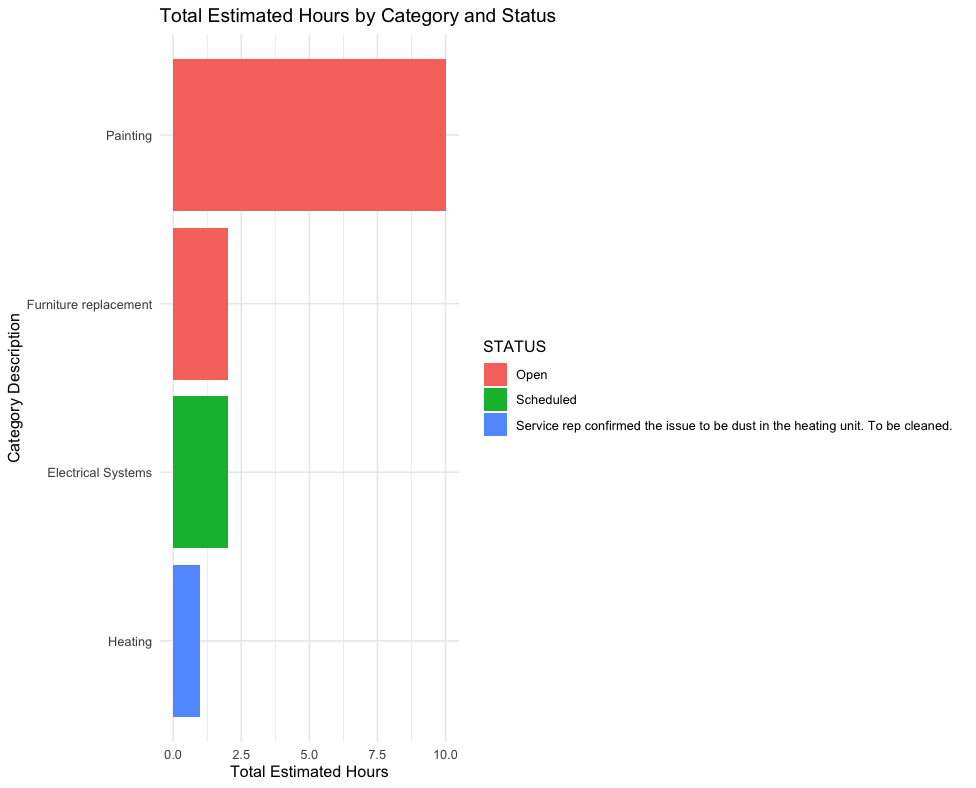 Total Estimated Hours by Category and Status
Category Description
Painting
Furniture replacement
Electrical Systems
Heating
0.0 2.5 5.0 7.5 10.0
Total Estimated Hours
STATUS
Open
Scheduled
Service rep confirmed the issue to be dust in the heating unit. To be cleaned.